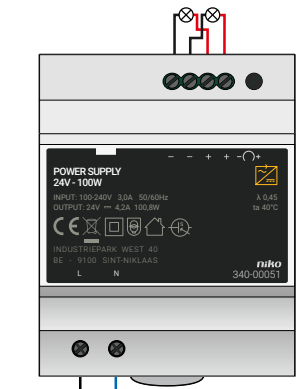 − − + + −+
POWER SUPPLY
24V - 100W
INPUT: 100-240V 3,0A 50/60Hz λ 0,45
OUTPUT: 24V ⎓ 4,2A 100,8W ta 40°C
INDUSTRIEPARK WEST 40
BE - 9100 SINT-NIKLAAS
niko
L N 340-00051